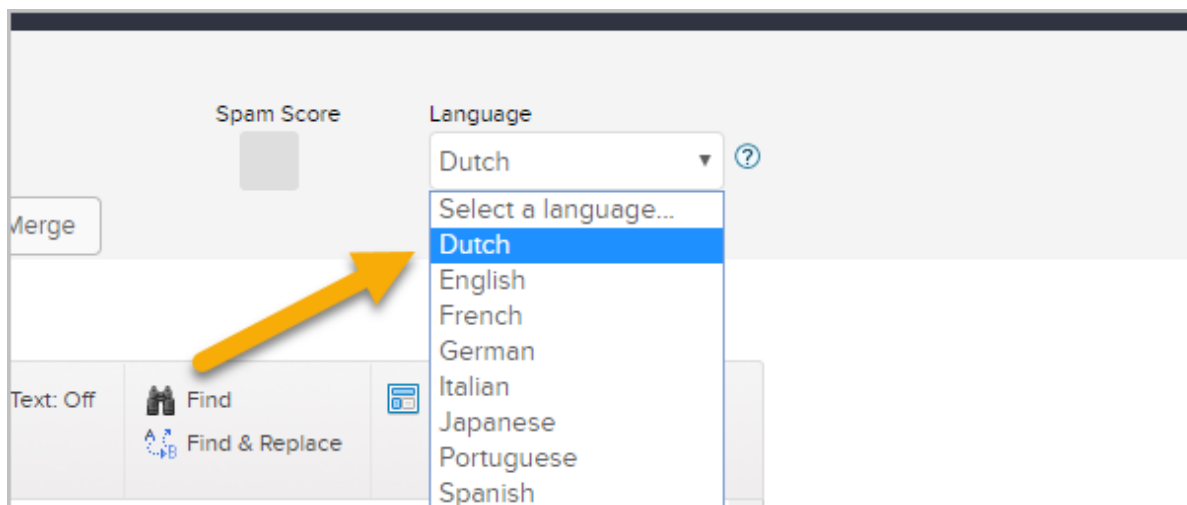 Spam Score
Language
Dutch
Merge
Select a language...
Dutch
English
French
German
Italian
Japanese
Portuguese
Spanish
Text: Off
Find
Find & Replace